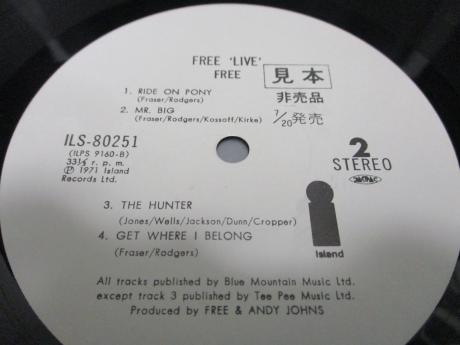 FREE 'LIVE'
FREE
見本
非売品
7/20発売
1. RIDE ON PONY
(Fraser/Rodgers)
2. MR. BIG
(Fraser/Rodgers/Kossoff/Kirke)
ILS-80251
(ILPS 9160-B)
33⅓ r. p. m.
Ⓟ 1971 Island
Records Ltd.
2
STEREO
3. THE HUNTER
(Jones/Wells/Jackson/Dunn/Cropper)
4. GET WHERE I BELONG
(Fraser/Rodgers)
Island
All tracks published by Blue Mountain Music Ltd.
except track 3 published by Tee Pee Music Ltd.
Produced by FREE & ANDY JOHNS